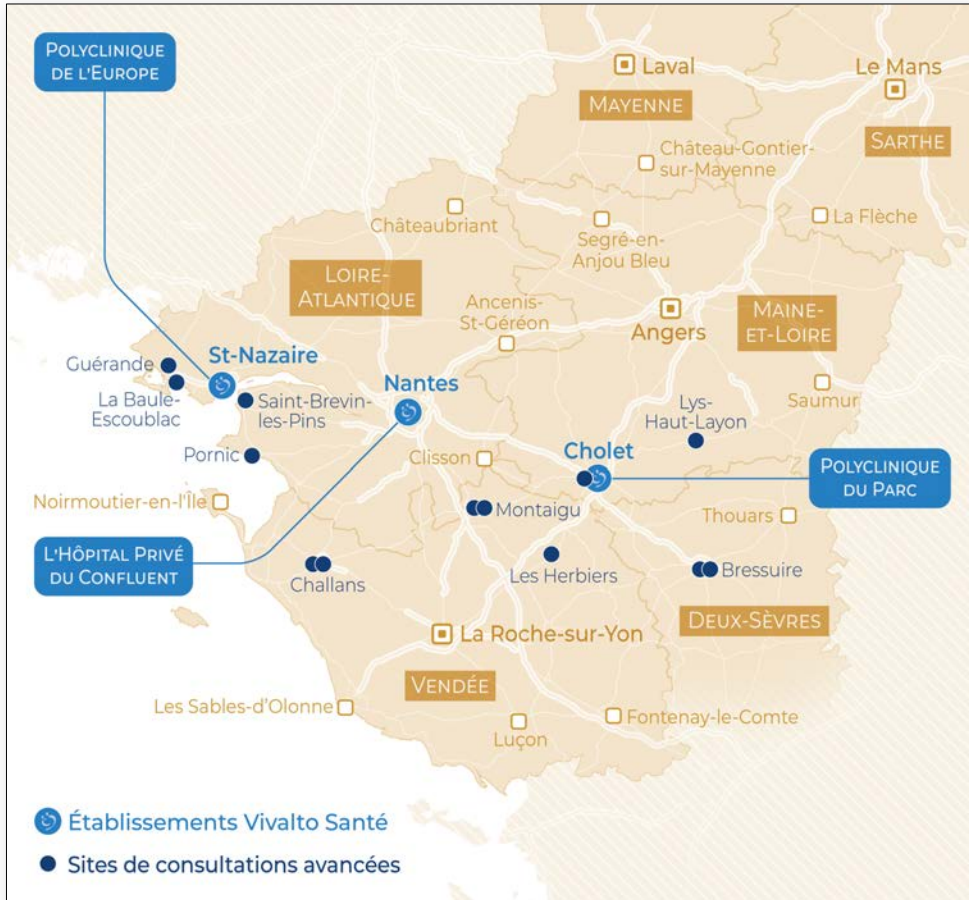 POLYCLINIQUE
DE L'EUROPE
Laval
MAYENNE
Le Mans
SARTHE
Château-Gontier-
sur-Mayenne
Châteaubriant
La Flèche
Segré-en-
Anjou Bleu
LOIRE-
ATLANTIQUE
Ancenis-
St-Géréon
Angers
MAINE-
ET-LOIRE
Guérande
St-Nazaire
La Baule-
Escoublac
Saint-Brevin-
les-Pins
Nantes
Saumur
Lys-
Haut-Layon
Pornic
Clisson
Cholet
POLYCLINIQUE
DU PARC
Noirmoutier-en-l'Île
Montaigu
Thouars
L'HÔPITAL PRIVÉ
DU CONFLUENT
Challans
Les Herbiers
Bressuire
DEUX-SÈVRES
La Roche-sur-Yon
VENDÉE
Les Sables-d'Olonne
Luçon
Fontenay-le-Comte
Établissements Vivalto Santé
Sites de consultations avancées